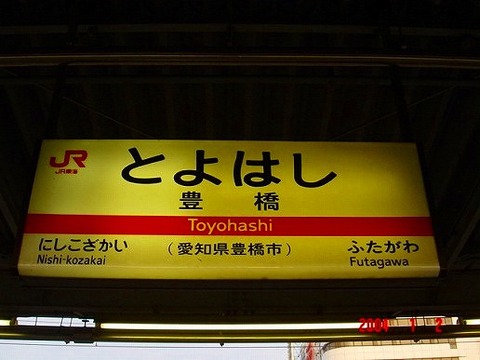 JR
JR東海
とよはし
豊橋
Toyohashi
にしこざかい
Nishi-kozakai
(愛知県豊橋市)
ふたがわ
Futagawa
2004 1 2